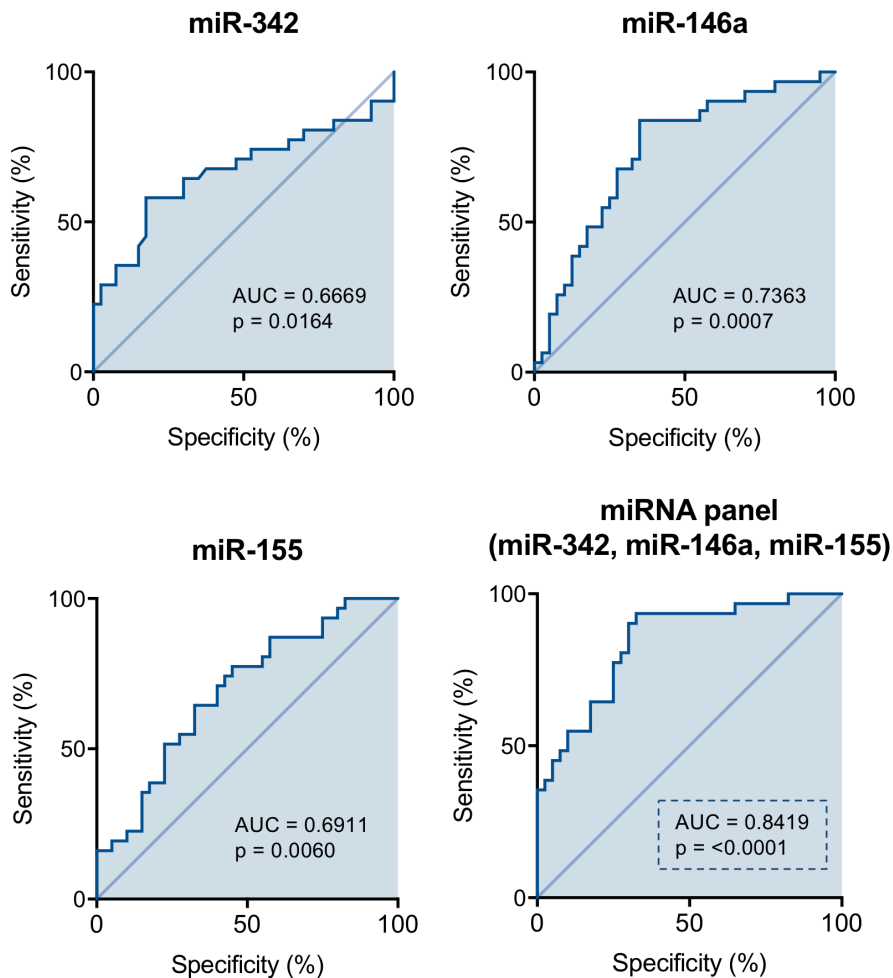 miR-342
100
50
0
Sensitivity (%)
AUC = 0.6669
p = 0.0164
0
50
100
Specificity (%)
miR-146a
100
50
0
Sensitivity (%)
AUC = 0.7363
p = 0.0007
0
50
100
Specificity (%)
miR-155
100
50
0
Sensitivity (%)
AUC = 0.6911
p = 0.0060
0
50
100
Specificity (%)
miRNA panel
(miR-342, miR-146a, miR-155)
100
50
0
Sensitivity (%)
AUC = 0.8419
p = <0.0001
0
50
100
Specificity (%)